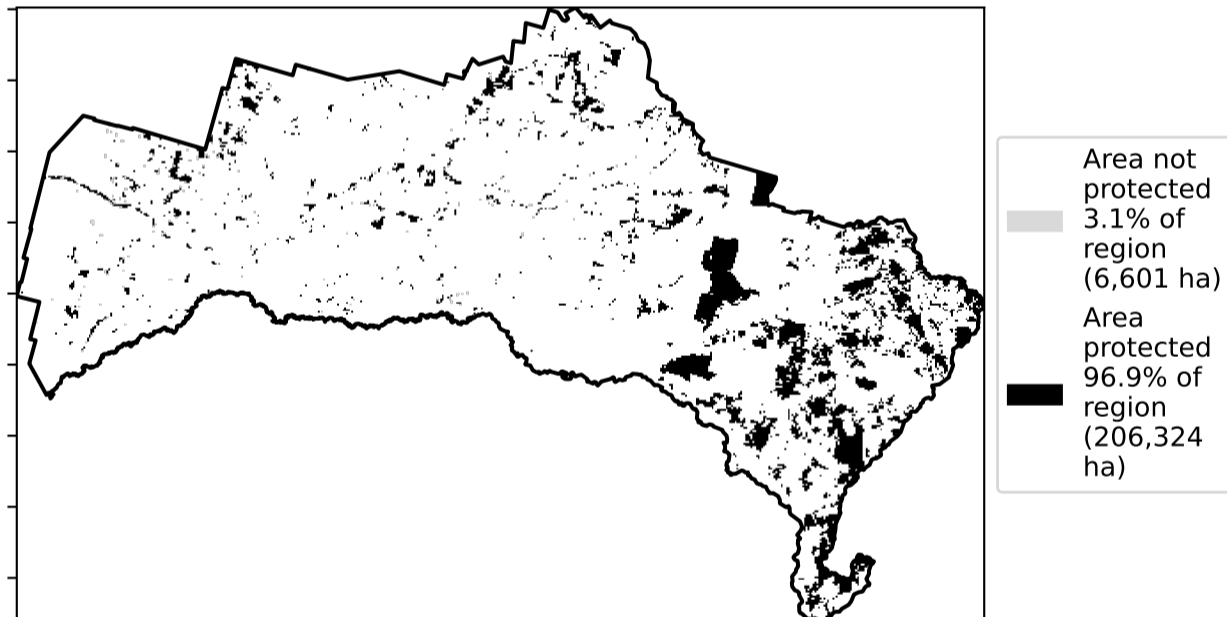 Area not
protected
3.1% of
region
(6,601 ha)
Area
protected
96.9% of
region
(206,324
ha)